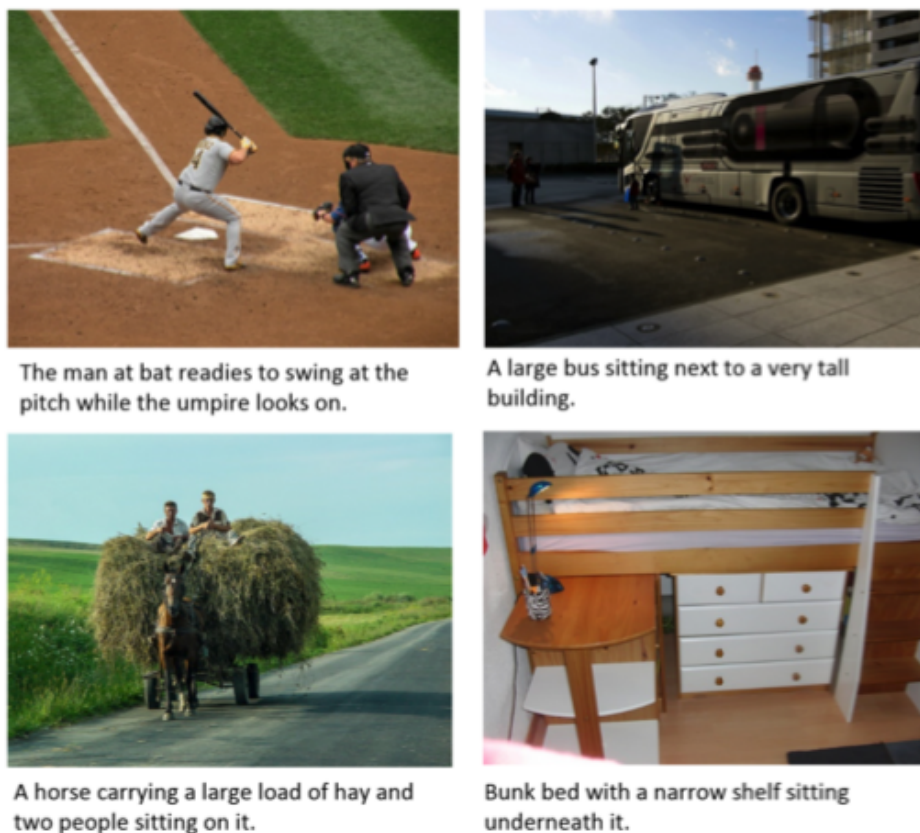 The man at bat readies to swing at the
pitch while the umpire looks on.
A large bus sitting next to a very tall
building.
A horse carrying a large load of hay and
two people sitting on it.
Bunk bed with a narrow shelf sitting
underneath it.